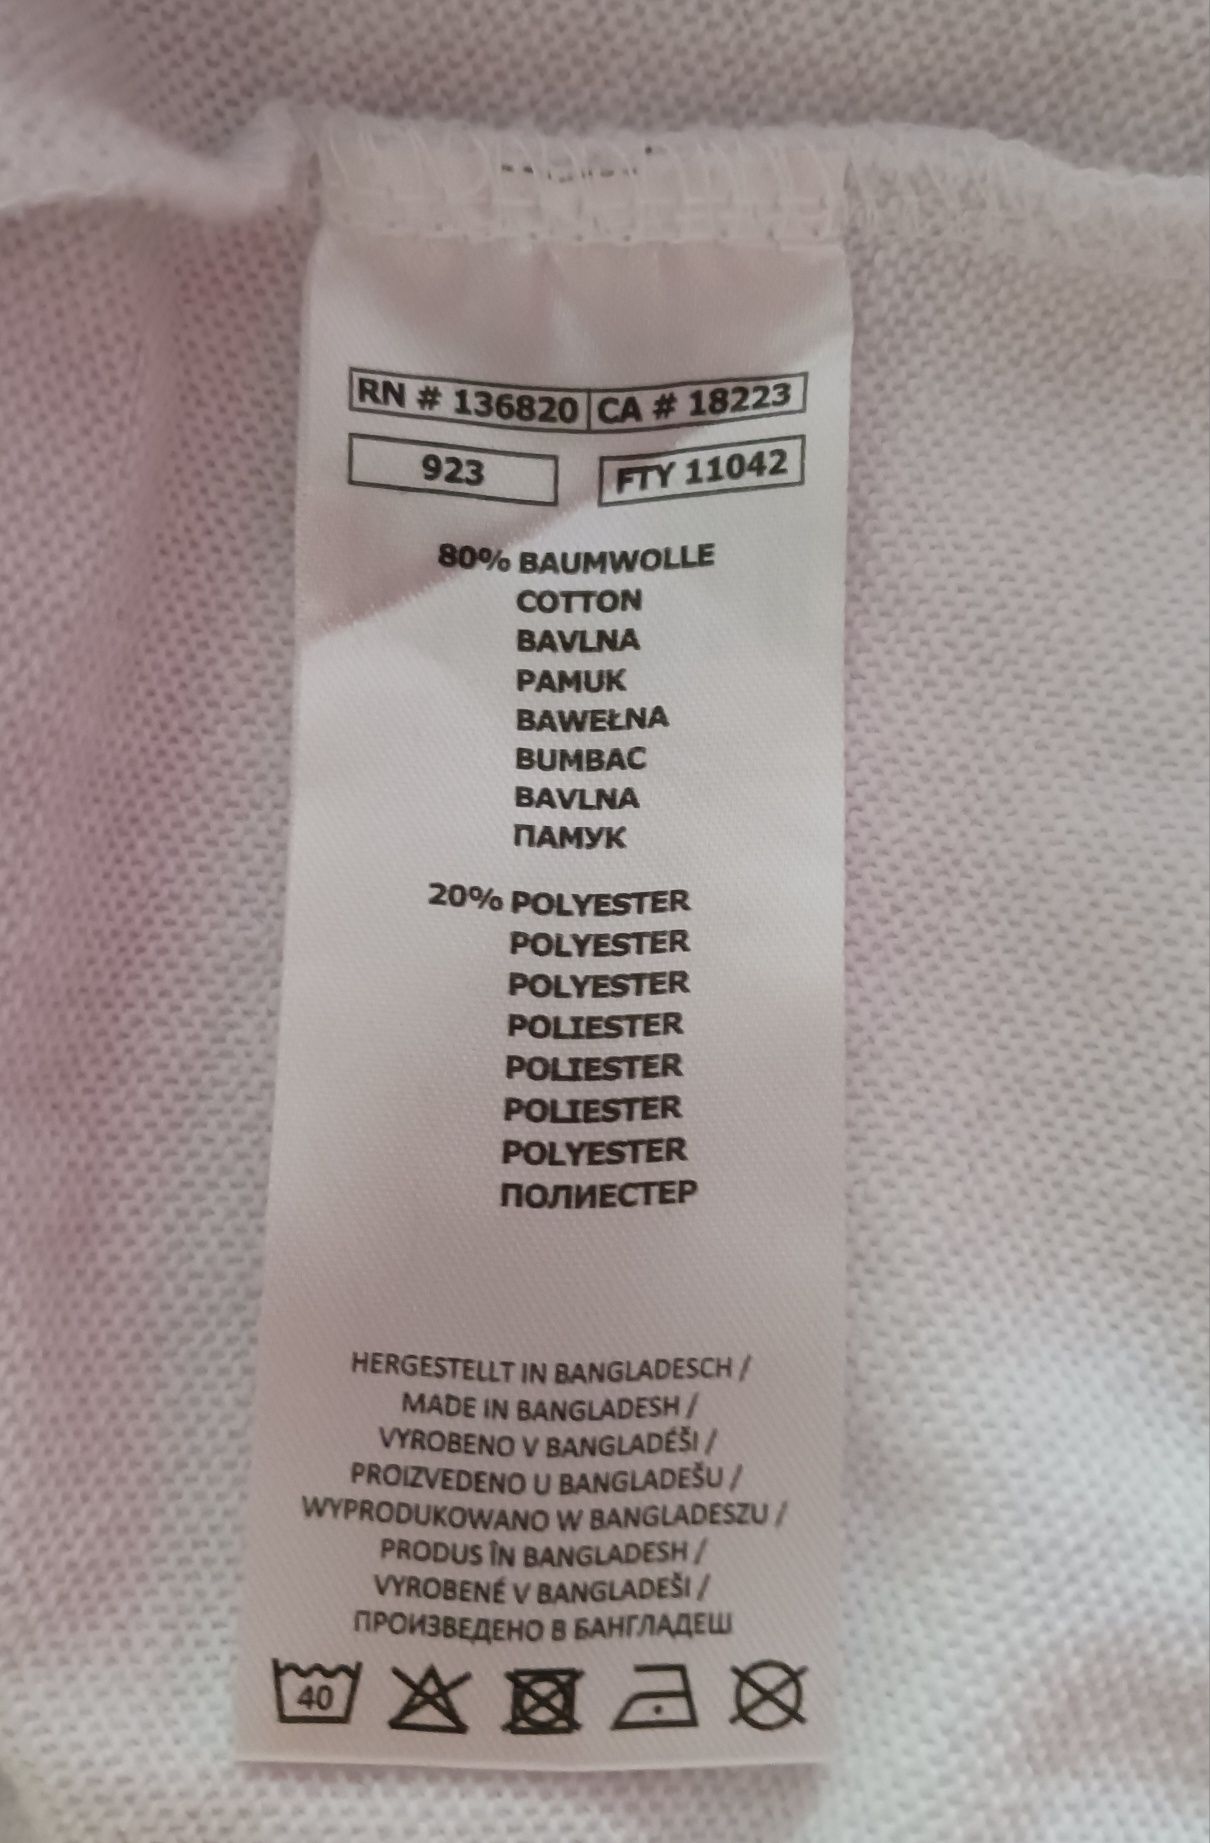 RN # 136820 CA # 18223
923 FTY 11042
80% BAUMWOLLE
COTTON
BAVLNA
PAMUK
BAWEŁNA
BUMBAC
BAVLNA
ПАМУК
20% POLYESTER
POLYESTER
POLYESTER
POLIESTER
POLIESTER
POLIESTER
POLYESTER
ПОЛИЕСТЕР
HERGESTELLT IN BANGLADESCH /
MADE IN BANGLADESH /
VYROBENO V BANGLADÉŠI /
PROIZVEDENO U BANGLADEŠU /
WYPRODUKOWANO W BANGLADESZU /
PRODUS ÎN BANGLADESH /
VYROBENÉ V BANGLADEŠI /
ПРОИЗВЕДЕНО В БАНГЛАДЕШ
40